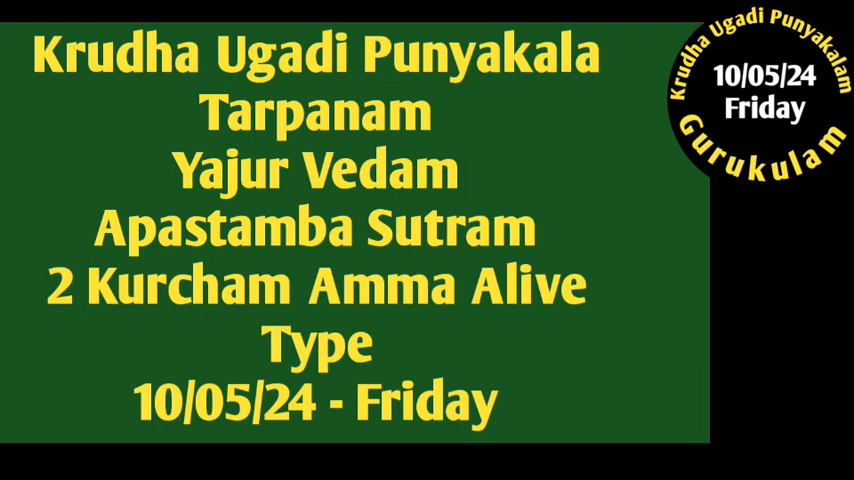 Krudha Ugadi Punyakala
Tarpanam
Yajur Vedam
Apastamba Sutram
2 Kurcham Amma Alive
Type
10/05/24 - Friday
Krudha Ugadi Punyakalam
10/05/24
Friday
Gurukulam